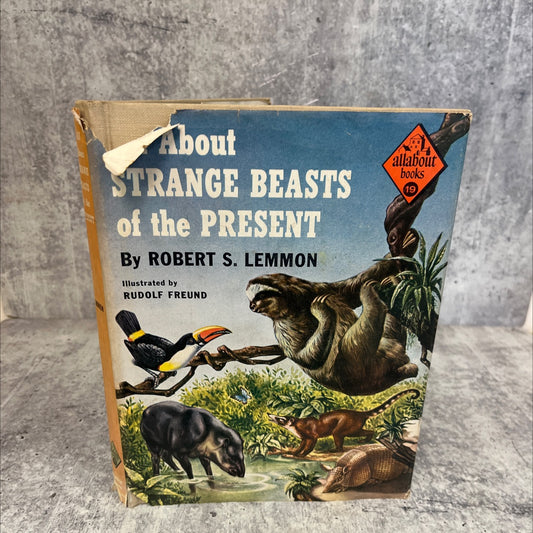 About
STRANGE BEASTS
of the PRESENT
By ROBERT S. LEMMON
Illustrated by
RUDOLF FREUND
allabout
books
19